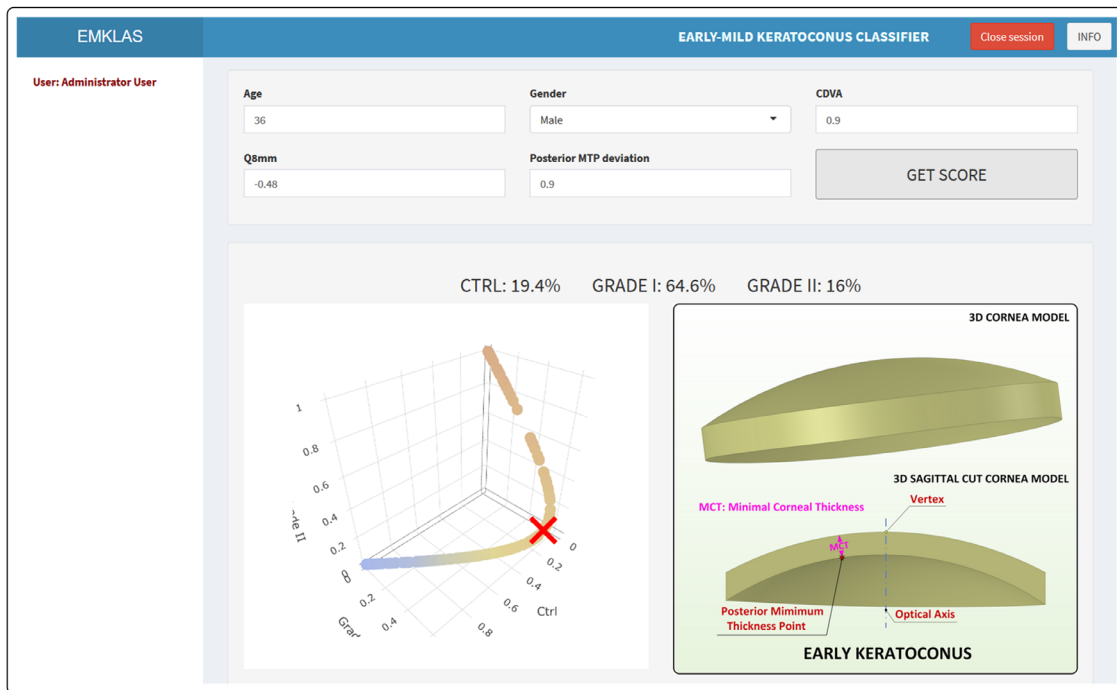 EMKLAS
EARLY-MILD KERATOCONUS CLASSIFIER
Close session
INFO
User: Administrator User
Age
Gender
CDVA
36
Male
0.9
Q8mm
Posterior MTP deviation
-0.48
0.9
GET SCORE
CTRL: 19.4% GRADE I: 64.6% GRADE II: 16%
1
0.8
0.6
0.4
0.2
0
ade II
0
0.2
0.4
Grad
0
0.2
0.4
0.6
0.8
Ctrl
3D CORNEA MODEL
3D SAGITTAL CUT CORNEA MODEL
MCT: Minimal Corneal Thickness
Vertex
MCT
Posterior Mimimum
Thickness Point
Optical Axis
EARLY KERATOCONUS